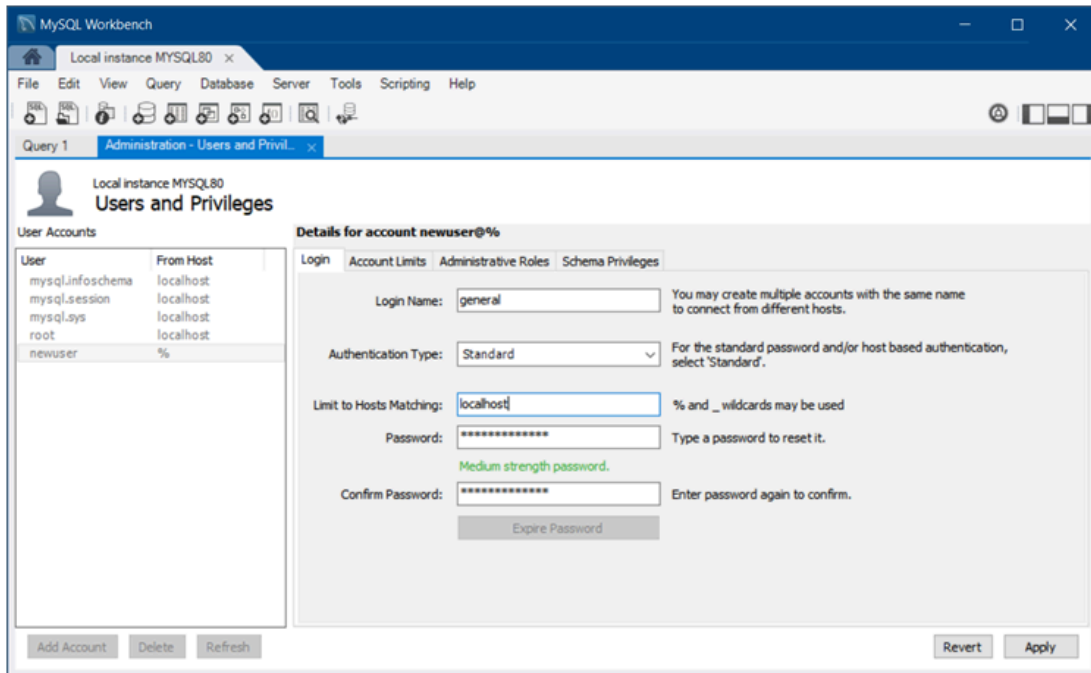 MySQL Workbench
Local instance MYSQL80
File Edit View Query Database Server Tools Scripting Help
Query 1 Administration - Users and Privil...
Local instance MYSQL80
Users and Privileges
User Accounts
User From Host
mysql.infoschema localhost
mysql.session localhost
mysql.sys localhost
root localhost
newuser %
Add Account Delete Refresh
Details for account newuser@%
Login Account Limits Administrative Roles Schema Privileges
Login Name: general You may create multiple accounts with the same name
to connect from different hosts.
Authentication Type: Standard For the standard password and/or host based authentication,
select 'Standard'.
Limit to Hosts Matching: localhost % and _ wildcards may be used
Password: ************* Type a password to reset it.
Medium strength password.
Confirm Password: ************* Enter password again to confirm.
Expire Password
Revert Apply